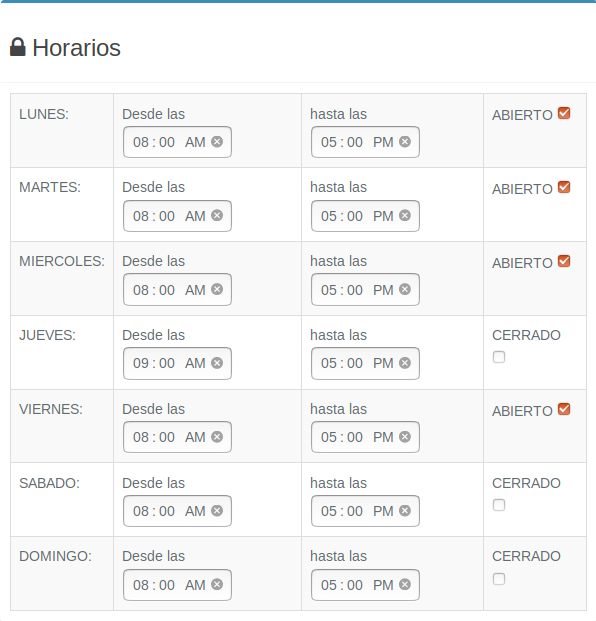 Horarios
LUNES: Desde las hasta las ABIERTO
08 : 00 AM 05 : 00 PM
MARTES: Desde las hasta las ABIERTO
08 : 00 AM 05 : 00 PM
MIERCOLES: Desde las hasta las ABIERTO
08 : 00 AM 05 : 00 PM
JUEVES: Desde las hasta las CERRADO
09 : 00 AM 05 : 00 PM
VIERNES: Desde las hasta las ABIERTO
08 : 00 AM 05 : 00 PM
SABADO: Desde las hasta las CERRADO
08 : 00 AM 05 : 00 PM
DOMINGO: Desde las hasta las CERRADO
08 : 00 AM 05 : 00 PM